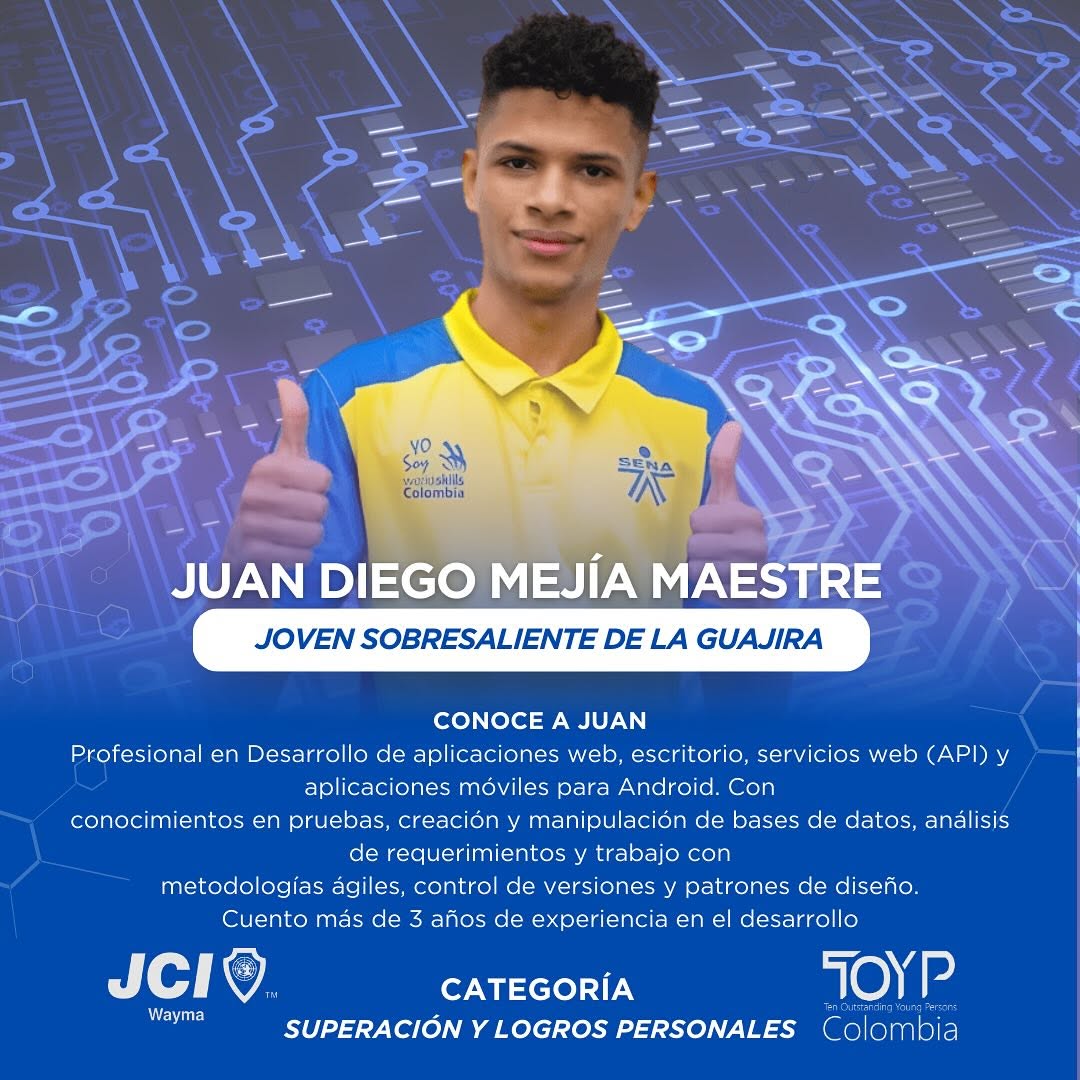 YO
Soy
worldskills
Colombia
SENA
JUAN DIEGO MEJÍA MAESTRE
JOVEN SOBRESALIENTE DE LA GUAJIRA
CONOCE A JUAN
Profesional en Desarrollo de aplicaciones web, escritorio, servicios web (API) y
aplicaciones móviles para Android. Con
conocimientos en pruebas, creación y manipulación de bases de datos, análisis
de requerimientos y trabajo con
metodologías ágiles, control de versiones y patrones de diseño.
Cuento más de 3 años de experiencia en el desarrollo
JCI TM
Wayma
CATEGORÍA
SUPERACIÓN Y LOGROS PERSONALES
TOYP
Ten Outstanding Young Persons
Colombia